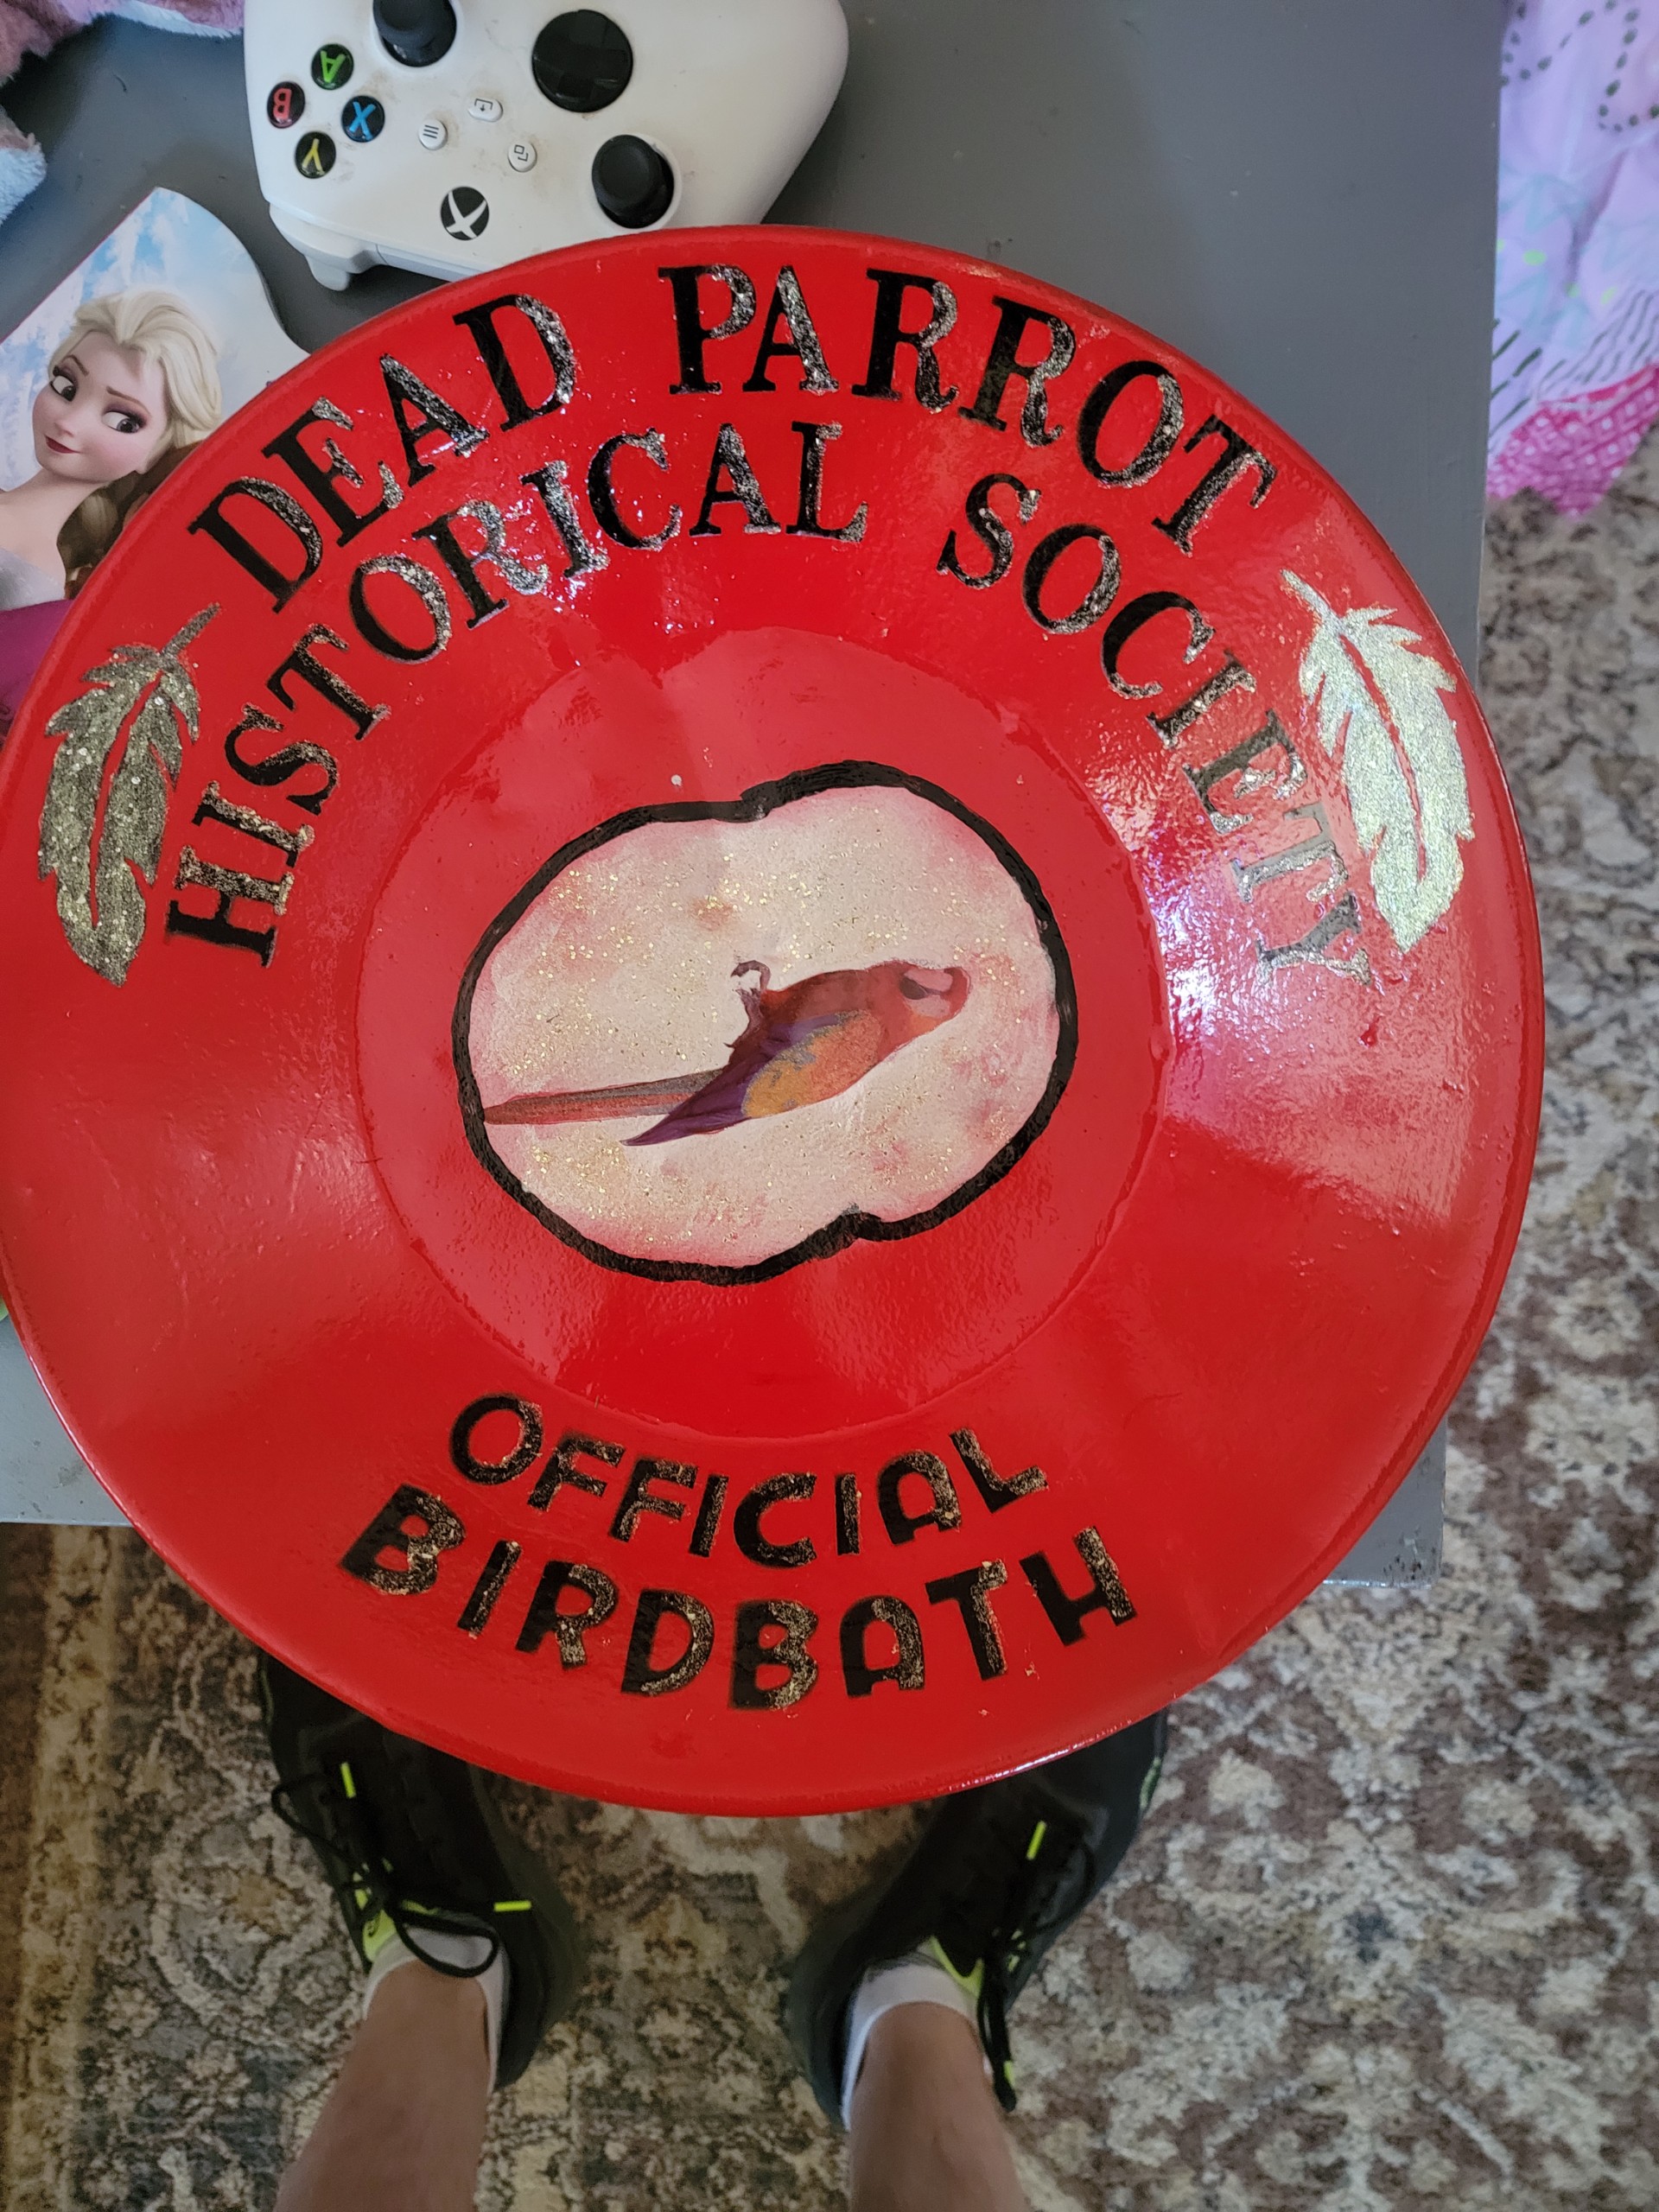 A
B
X
Y
DEAD PARROT
HISTORICAL SOCIETY
OFFICIAL
BIRDBATH